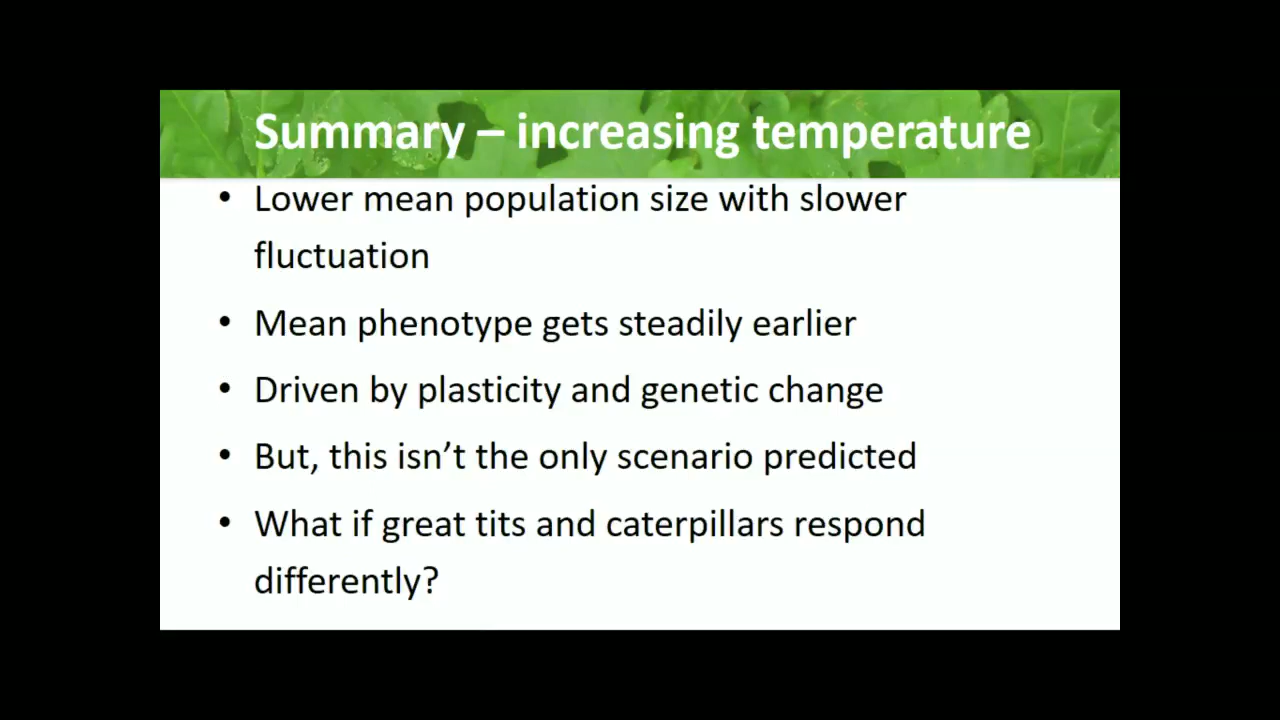 Summary – increasing temperature
• Lower mean population size with slower
fluctuation
• Mean phenotype gets steadily earlier
• Driven by plasticity and genetic change
• But, this isn’t the only scenario predicted
• What if great tits and caterpillars respond
differently?